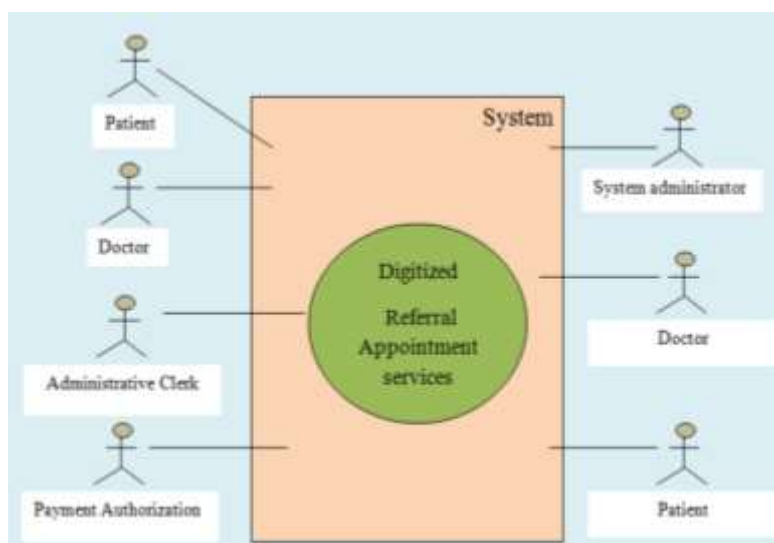 Patient
System
System administrator
Doctor
Digitized
Referral
Appointment
services
Doctor
Administrative Clerk
Payment Authorization
Patient